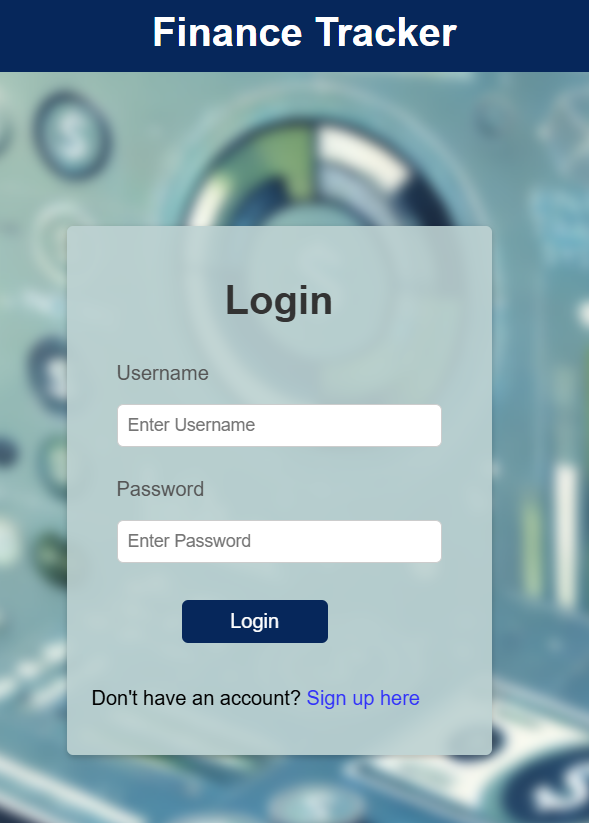 Finance Tracker
Login
Username
Enter Username
Password
Enter Password
Login
Don't have an account? Sign up here